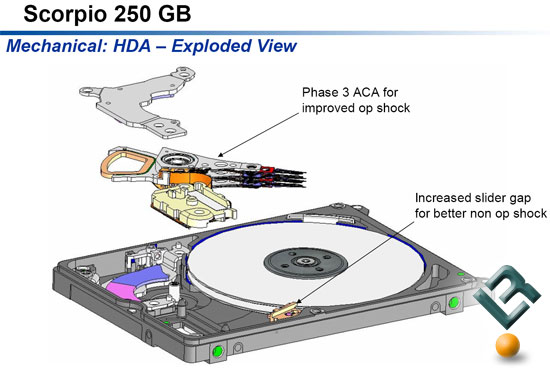 Scorpio 250 GB
Mechanical: HDA – Exploded View
Phase 3 ACA for
improved op shock
Increased slider gap
for better non op shock